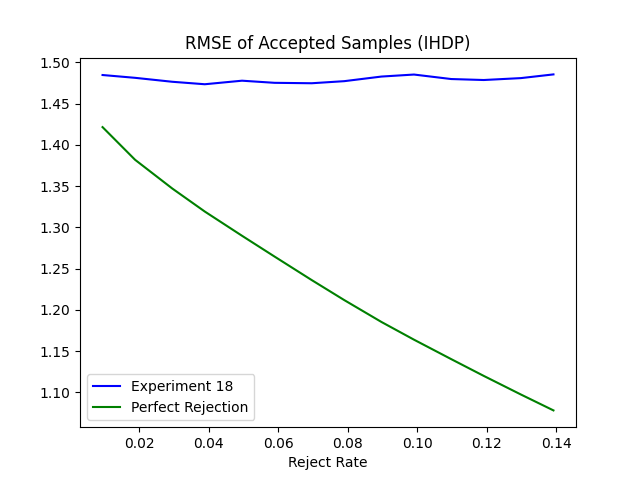 RMSE of Accepted Samples (IHDP)
1.50
1.45
1.40
1.35
1.30
1.25
1.20
1.15
1.10
Experiment 18
Perfect Rejection
0.02 0.04 0.06 0.08 0.10 0.12 0.14
Reject Rate